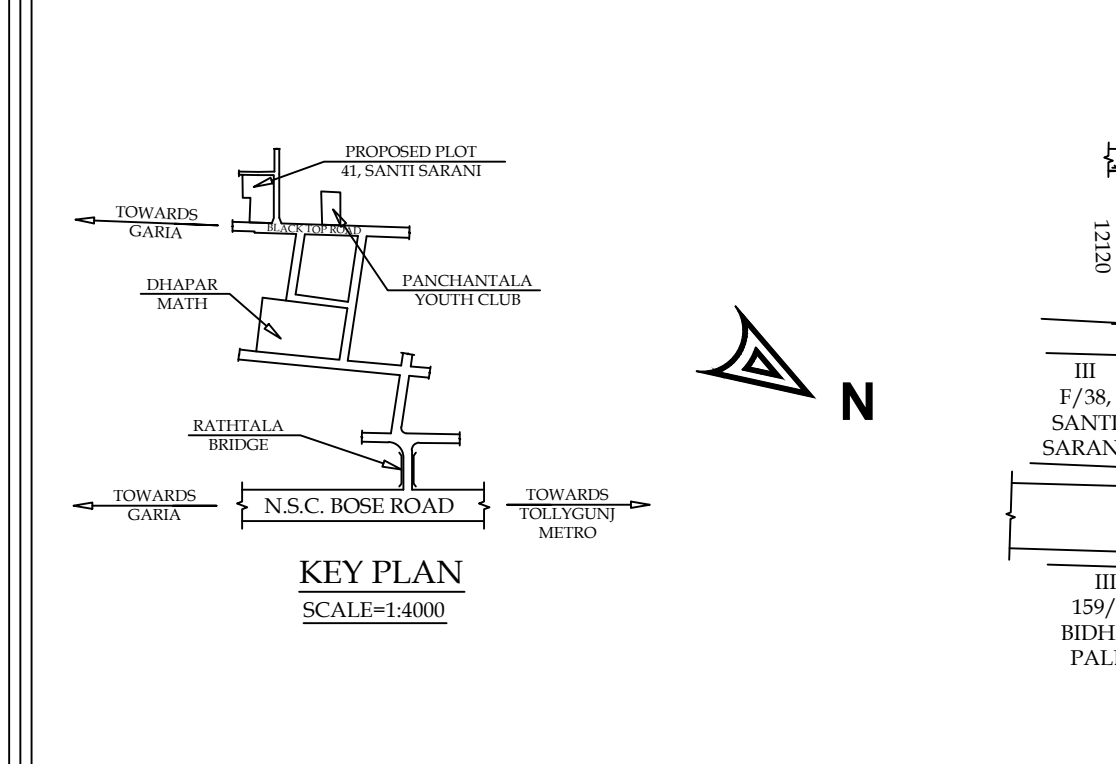 PROPOSED PLOT
41, SANTI SARANI
TOWARDS
GARIA
BLACK TOP ROAD
DHAPAR
MATH
PANCHANTALA
YOUTH CLUB
RATHTALA
BRIDGE
TOWARDS
GARIA
N.S.C. BOSE ROAD
TOWARDS
TOLLYGUNJ
METRO
KEY PLAN
SCALE=1:4000
N
12120
III
F/38,
SANTI
SARAN
III
159/
BIDH
PAL